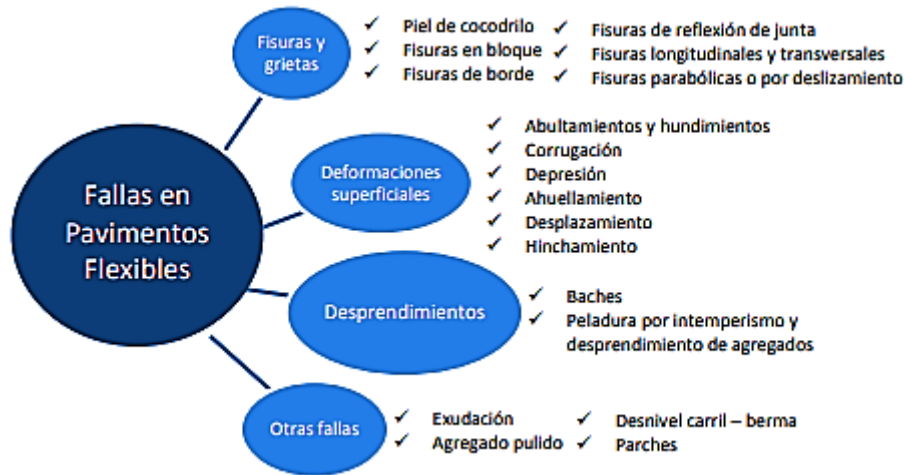 Fallas en
Pavimentos
Flexibles
Fisuras y
grietas
✓ Piel de cocodrilo
✓ Fisuras en bloque
✓ Fisuras de borde
✓ Fisuras de reflexión de junta
✓ Fisuras longitudinales y transversales
✓ Fisuras parabólicas o por deslizamiento
Deformaciones
superficiales
✓ Abultamientos y hundimientos
✓ Corrugación
✓ Depresión
✓ Ahuellamiento
✓ Desplazamiento
✓ Hinchamiento
Desprendimientos
✓ Baches
✓ Peladura por intemperismo y
desprendimiento de agregados
Otras fallas
✓ Exudación
✓ Agregado pulido
✓ Desnivel carril – berma
✓ Parches